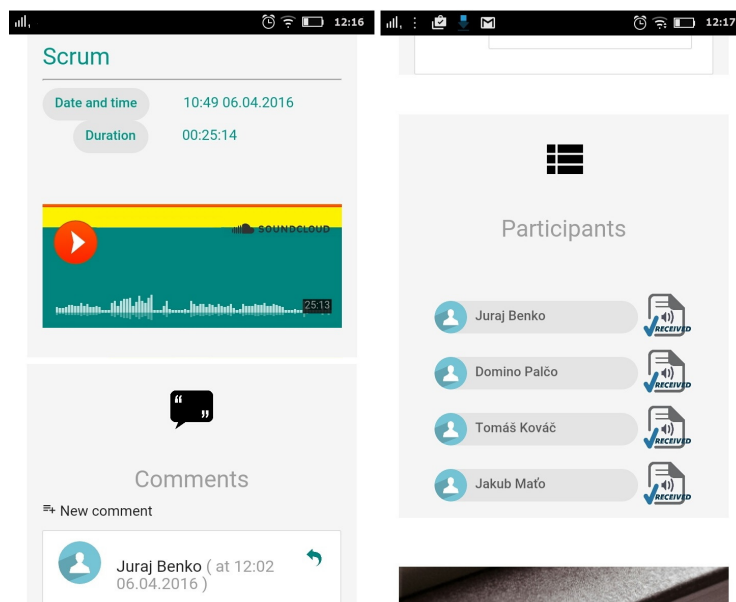 12:16
Scrum
Date and time 10:49 06.04.2016
Duration 00:25:14
SOUNDCLOUD
25:13
Comments
New comment
Juraj Benko ( at 12:02
06.04.2016 )
12:17
Participants
Juraj Benko
RECEIVED
Domino Palčo
RECEIVED
Tomáš Kováč
RECEIVED
Jakub Maťo
RECEIVED